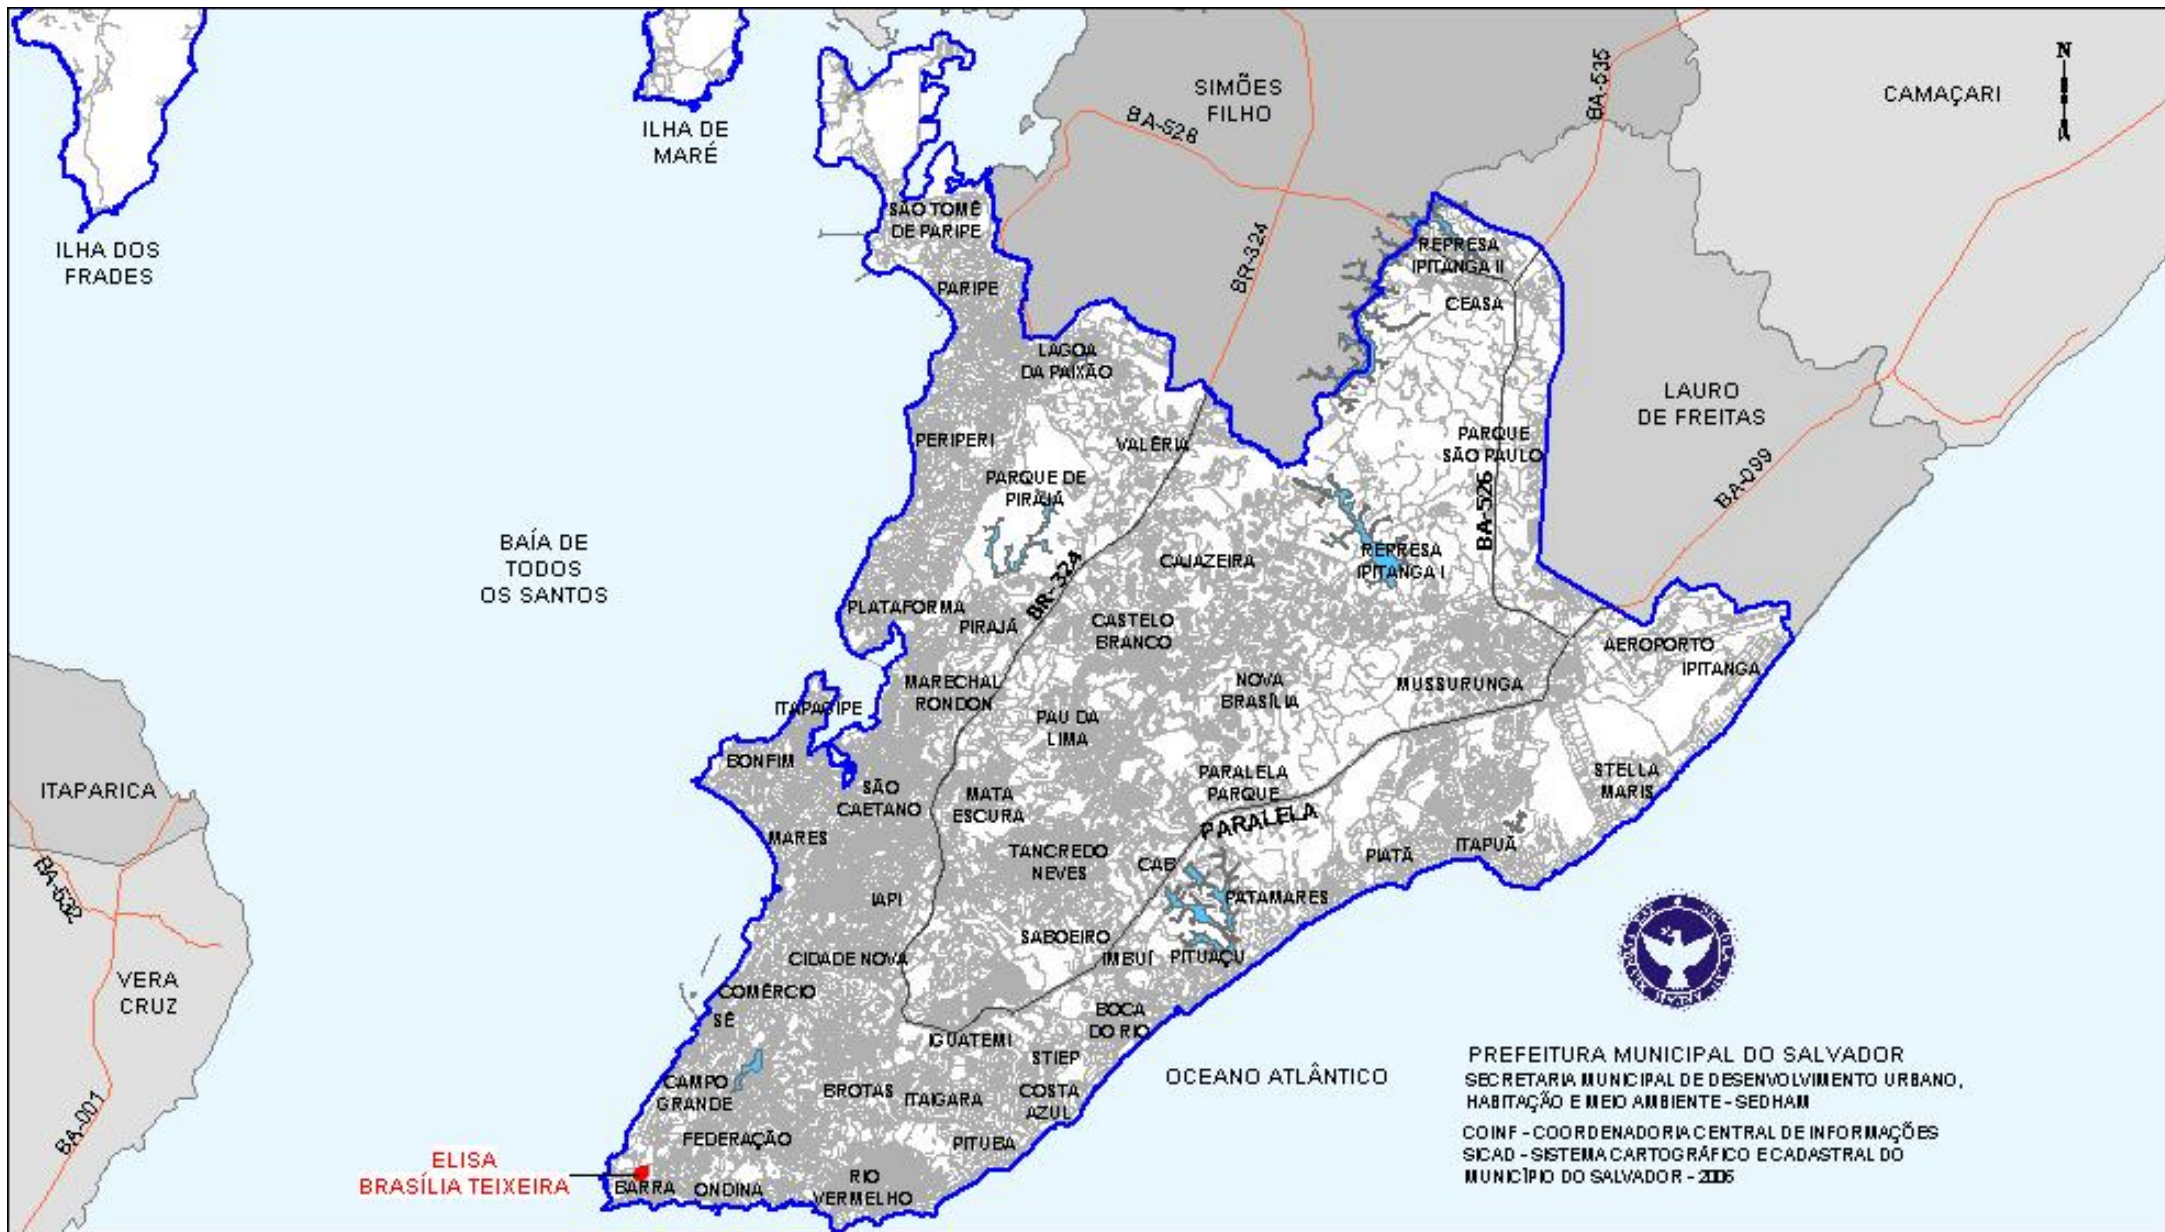 N
SIMÕES
FILHO
CAMAÇARI
BA-535
BA-526
ILHA DE
MARÉ
ILHA DOS
FRADES
SÃO TOMÉ
DE PARIPE
BR-324
REPRESA
IPITANGA II
CEASA
PARIPE
LAGOA
DA PAIXÃO
LAURO
DE FREITAS
PERIPERI
VALÉRIA
PARQUE
SÃO PAULO
BA-099
PARQUE DE
PIRAJÁ
BA-526
BAÍA DE
TODOS
OS SANTOS
CAJAZEIRA
REPRESA
IPITANGA I
BR-324
PLATAFORMA
PIRAJÁ
CASTELO
BRANCO
AEROPORTO
IPITANGA
MARECHAL
RONDON
NOVA
BRASÍLIA
MUSSURUNGA
ITAPAGIPE
PAU DA
LIMA
BONFIM
PARALELA
PARQUE
STELLA
MARIS
ITAPARICA
SÃO
CAETANO
MATA
ESCURA
PARALELA
MARES
TANCREDO
NEVES
CAB
PIATÃ
ITAPUÃ
BA-532
IAPI
PATAMARES
SABOEIRO
CIDADE NOVA
IMBUÍ
PITUAÇU
VERA
CRUZ
COMÉRCIO
SÉ
BOCA
DO RIO
IGUATEMI
STIEP
OCEANO ATLÂNTICO
CAMPO
GRANDE
BROTAS
ITAIGARA
COSTA
AZUL
BA-001
FEDERAÇÃO
PITUBA
ELISA
BRASÍLIA TEIXEIRA
BARRA
ONDINA
RIO
VERMELHO
PREFEITURA MUNICIPAL DO SALVADOR
SECRETARIA MUNICIPAL DE DESENVOLVIMENTO URBANO,
HABITAÇÃO E MEIO AMBIENTE - SEDHAM
COINF - COORDENADORIA CENTRAL DE INFORMAÇÕES
SICAD - SISTEMA CARTOGRÁFICO E CADASTRAL DO
MUNICÍPIO DO SALVADOR - 2006